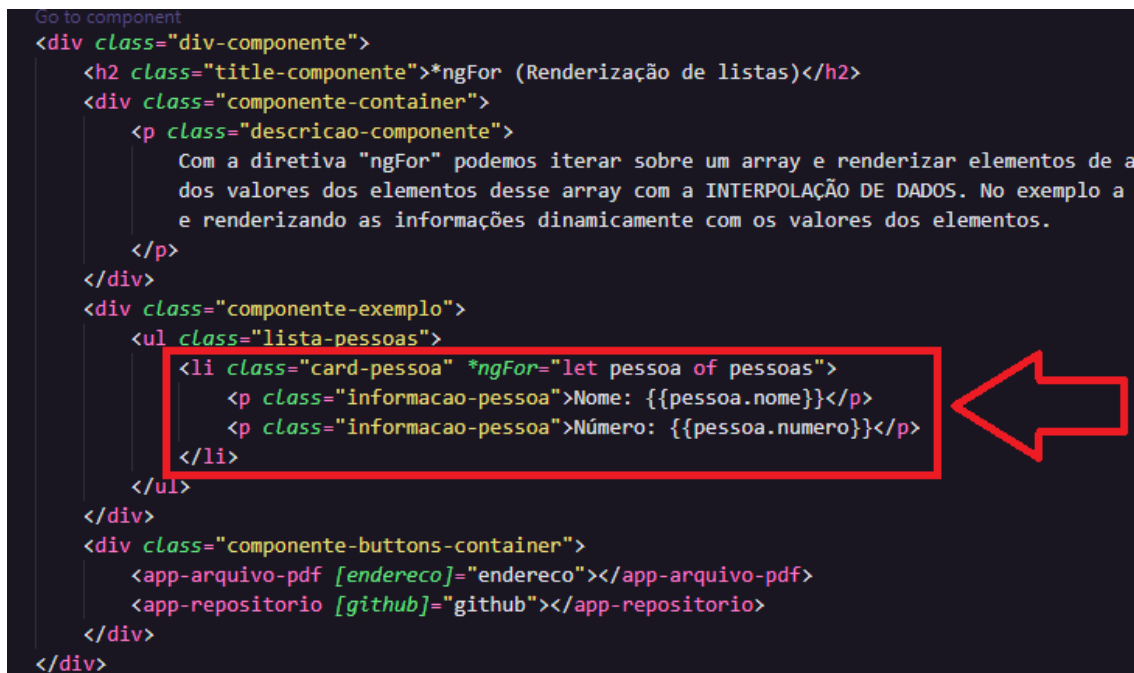 Go to component
<div class="div-componente">
<h2 class="title-componente">*ngFor (Renderização de listas)</h2>
<div class="componente-container">
<p class="descricao-componente">
Com a diretiva "ngFor" podemos iterar sobre um array e renderizar elementos de a
dos valores dos elementos desse array com a INTERPOLAÇÃO DE DADOS. No exemplo a
e renderizando as informações dinamicamente com os valores dos elementos.
</p>
</div>
<div class="componente-exemplo">
<ul class="lista-pessoas">
<li class="card-pessoa" *ngFor="let pessoa of pessoas">
<p class="informacao-pessoa">Nome: {{pessoa.nome}}</p>
<p class="informacao-pessoa">Número: {{pessoa.numero}}</p>
</li>
</ul>
</div>
<div class="componente-buttons-container">
<app-arquivo-pdf [endereco]="endereco"></app-arquivo-pdf>
<app-repositorio [github]="github"></app-repositorio>
</div>
</div>